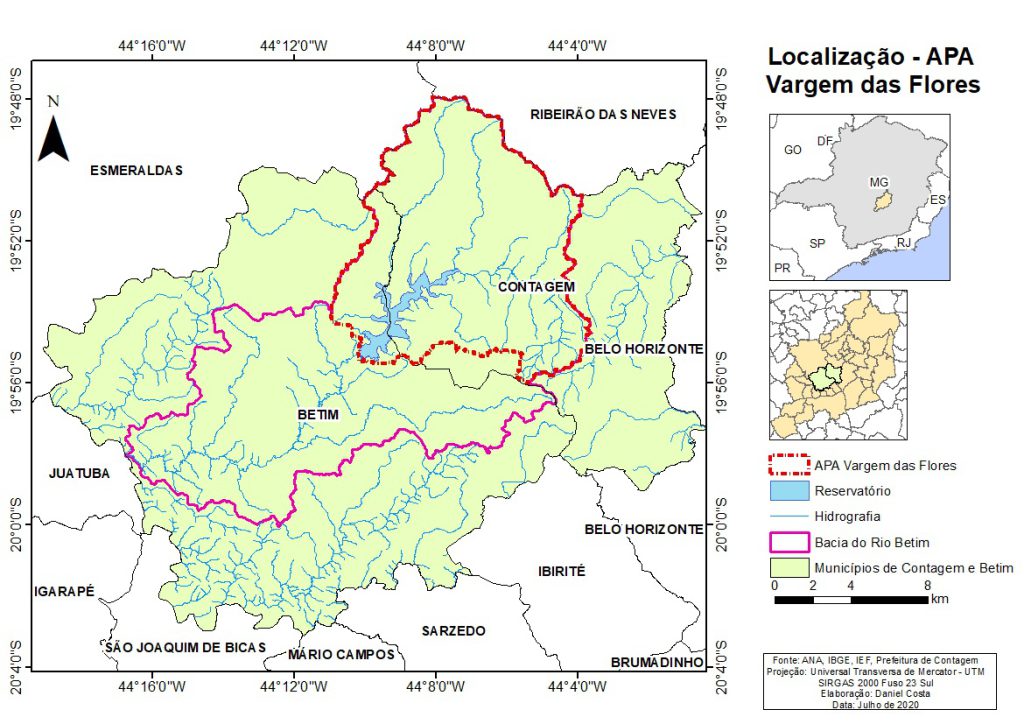 Localização - APA
Vargem das Flores
44°16'0"W
44°12'0"W
44°8'0"W
44°4'0"W
19°48'0"S
19°52'0"S
19°56'0"S
20°0'0"S
20°4'0"S
N
RIBEIRÃO DAS NEVES
ESMERALDAS
CONTAGEM
BELO HORIZONTE
BETIM
JUATUBA
BELO HORIZONTE
IBIRITÉ
IGARAPÉ
SARZEDO
SÃO JOAQUIM DE BICAS
MÁRIO CAMPOS
BRUMADINHO
19°48'0"S
19°52'0"S
19°56'0"S
20°0'0"S
20°4'0"S
44°16'0"W
44°12'0"W
44°8'0"W
44°4'0"W
GO
DF
MG
ES
SP
RJ
PR
APA Vargem das Flores
Reservatório
Hidrografia
Bacia do Rio Betim
Municípios de Contagem e Betim
0 2 4 8
km
Fonte: ANA, IBGE, IEF, Prefeitura de Contagem
Projeção: Universal Transversa de Mercator - UTM
SIRGAS 2000 Fuso 23 Sul
Elaboração: Daniel Costa
Data: Julho de 2020